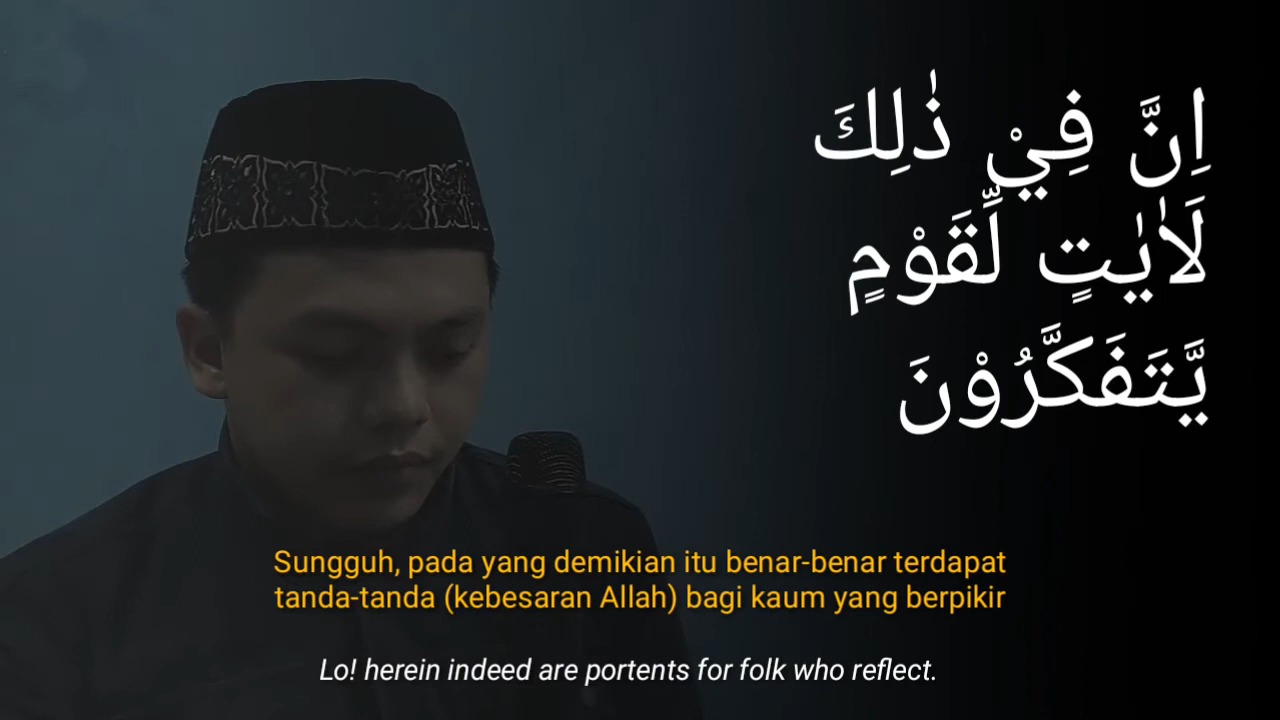 اِنَّ فِيْ ذٰلِكَ
لَاٰيٰتٍ لِّقَوْمٍ
يَّتَفَكَّرُوْنَ
Sungguh, pada yang demikian itu benar-benar terdapat
tanda-tanda (kebesaran Allah) bagi kaum yang berpikir
Lo! herein indeed are portents for folk who reflect.